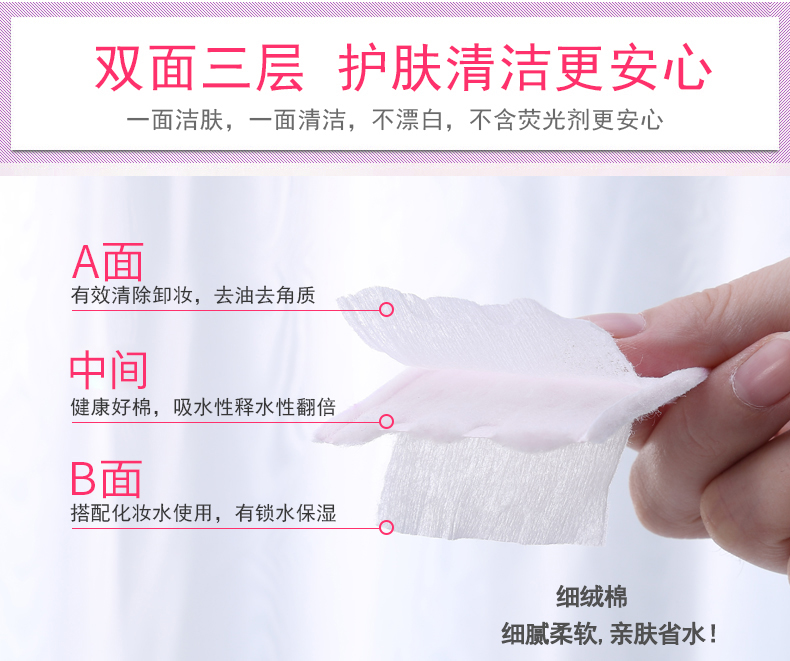 双面三层 护肤清洁更安心
一面洁肤，一面清洁，不漂白，不含荧光剂更安心
A面
有效清除卸妆，去油去角质
中间
健康好棉，吸水性释水性翻倍
B面
搭配化妆水使用，有锁水保湿
细绒棉
细腻柔软,亲肤省水！